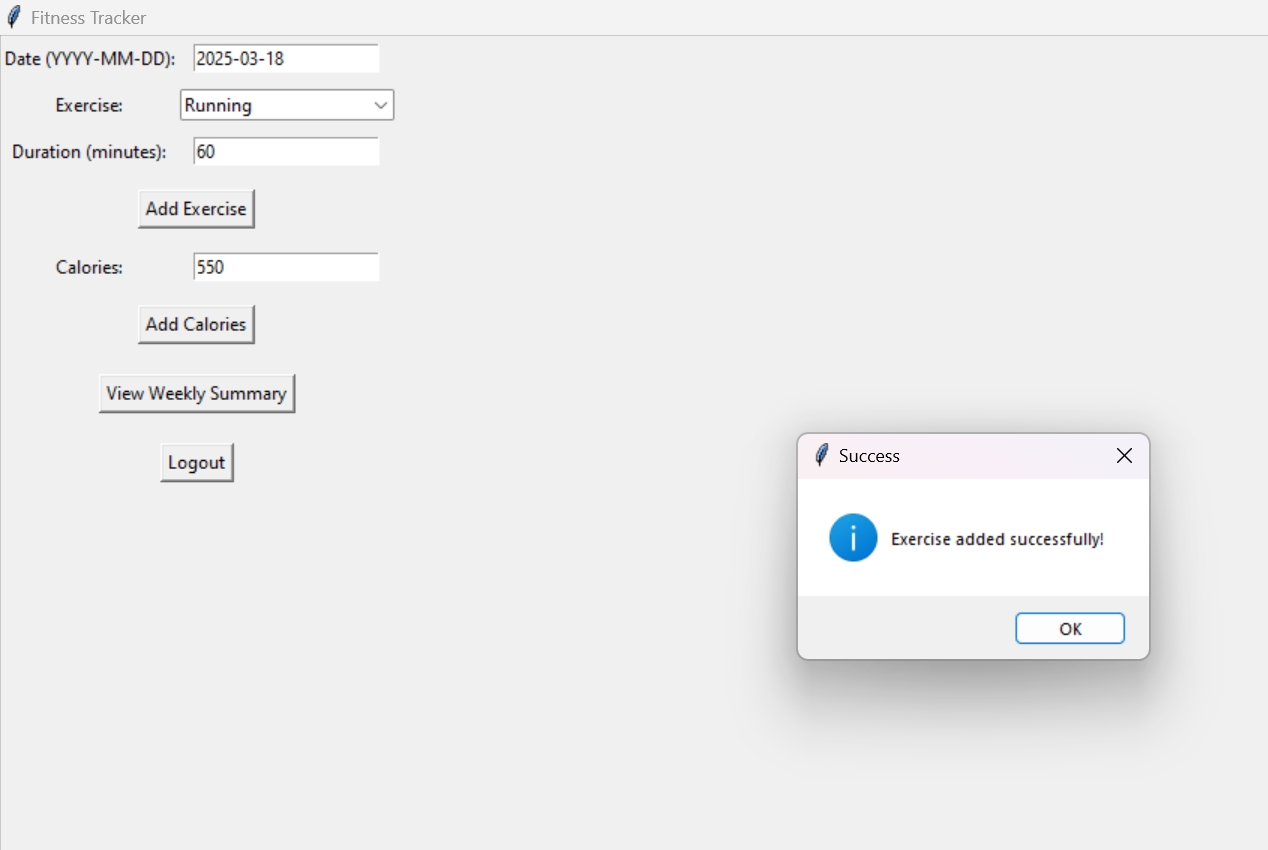 Fitness Tracker
Date (YYYY-MM-DD): 2025-03-18
Exercise: Running
Duration (minutes): 60
Add Exercise
Calories: 550
Add Calories
View Weekly Summary
Logout
Success
Exercise added successfully!
OK